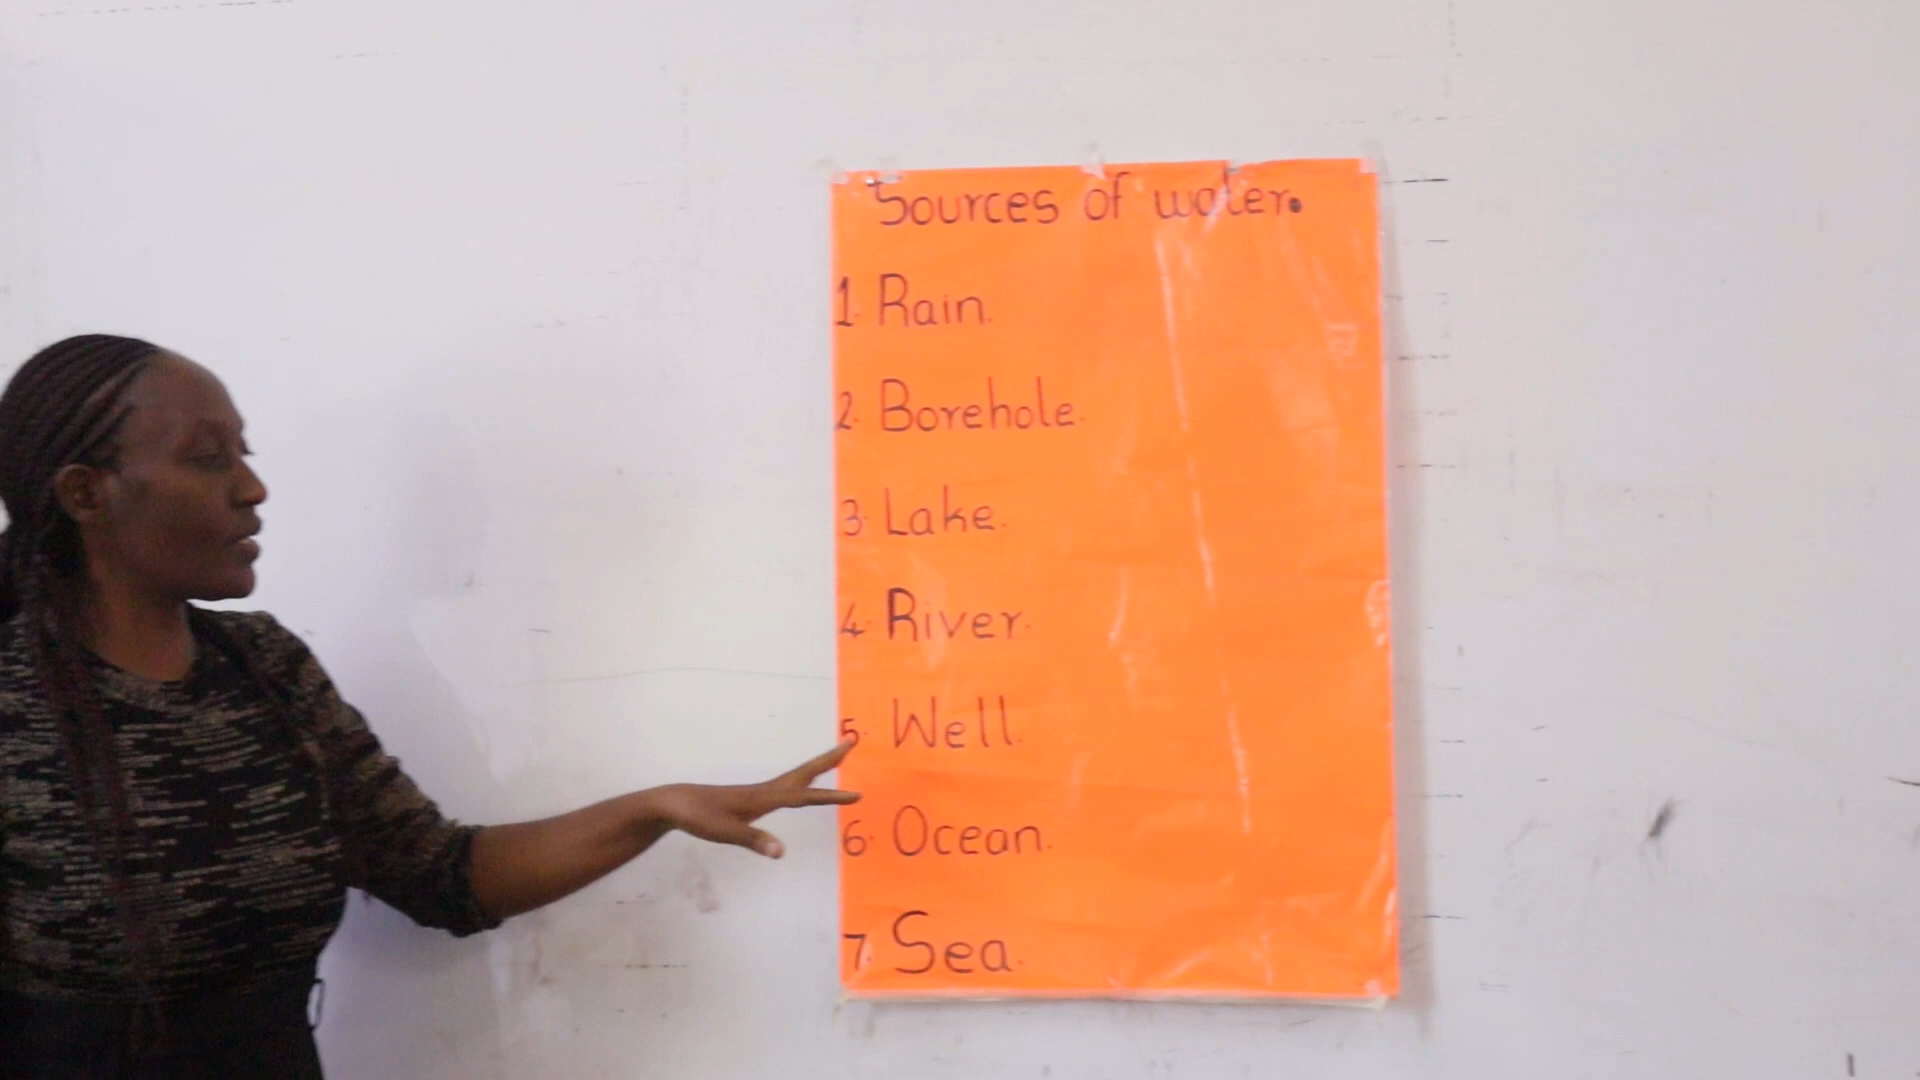 Sources of water.
1. Rain.
2. Borehole.
3. Lake.
4. River.
5. Well.
6. Ocean.
7. Sea.